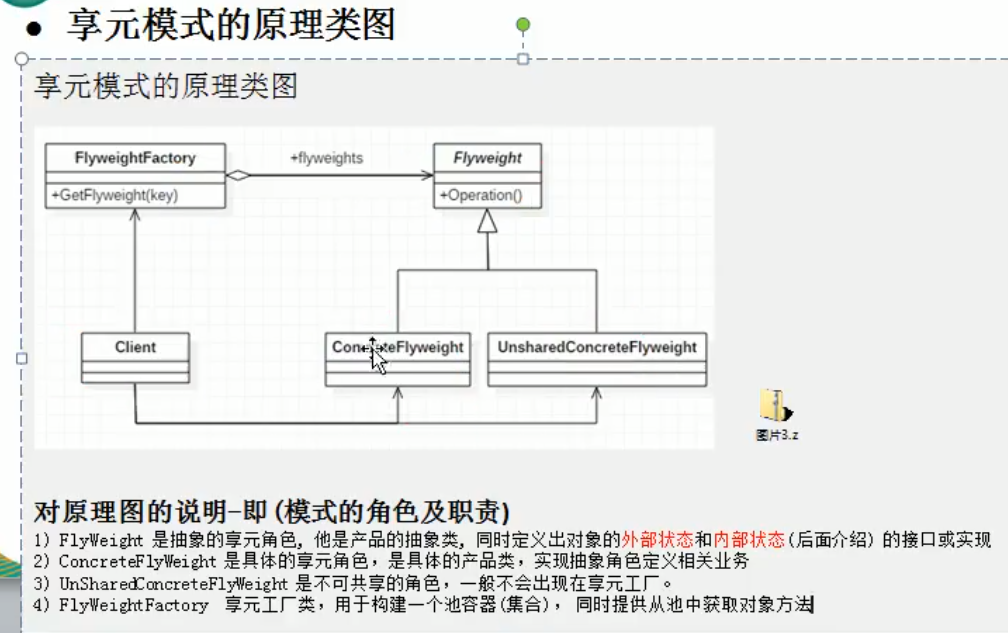 ● 享元模式的原理类图
享元模式的原理类图
FlyweightFactory
+flyweights
Flyweight
+GetFlyweight(key)
+Operation()
Client
ConcreteFlyweight
UnsharedConcreteFlyweight
图片3.z
对原理图的说明-即(模式的角色及职责)
1) FlyWeight 是抽象的享元角色, 他是产品的抽象类, 同时定义出对象的外部状态和内部状态(后面介绍) 的接口或实现
2) ConcreteFlyWeight 是具体的享元角色，是具体的产品类，实现抽象角色定义相关业务
3) UnSharedConcreteFlyWeight 是不可共享的角色，一般不会出现在享元工厂。
4) FlyWeightFactory 享元工厂类，用于构建一个池容器(集合)， 同时提供从池中获取对象方法